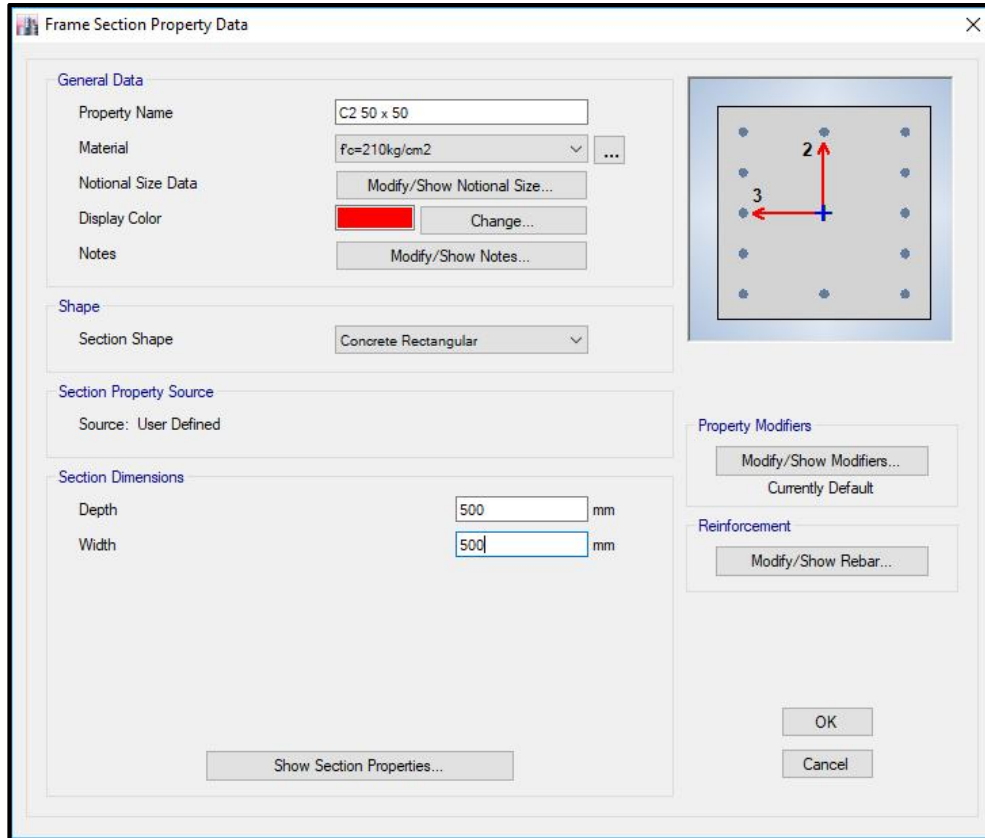 Frame Section Property Data
General Data
Property Name C2 50 x 50
Material f'c=210kg/cm2 ...
Notional Size Data Modify/Show Notional Size...
Display Color Change...
Notes Modify/Show Notes...
2
3
Shape
Section Shape Concrete Rectangular
Section Property Source
Source: User Defined
Property Modifiers
Modify/Show Modifiers...
Currently Default
Section Dimensions
Depth 500 mm
Width 500 mm
Reinforcement
Modify/Show Rebar...
OK
Show Section Properties...
Cancel